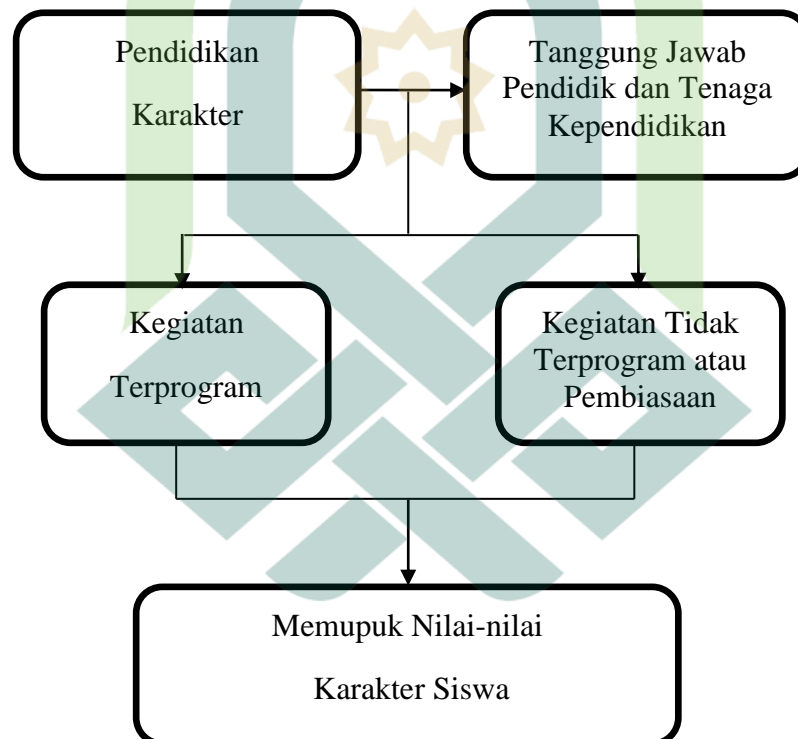 Pendidikan
Karakter
Tanggung Jawab
Pendidik dan Tenaga
Kependidikan
Kegiatan
Terprogram
Kegiatan Tidak
Terprogram atau
Pembiasaan
Memupuk Nilai-nilai
Karakter Siswa